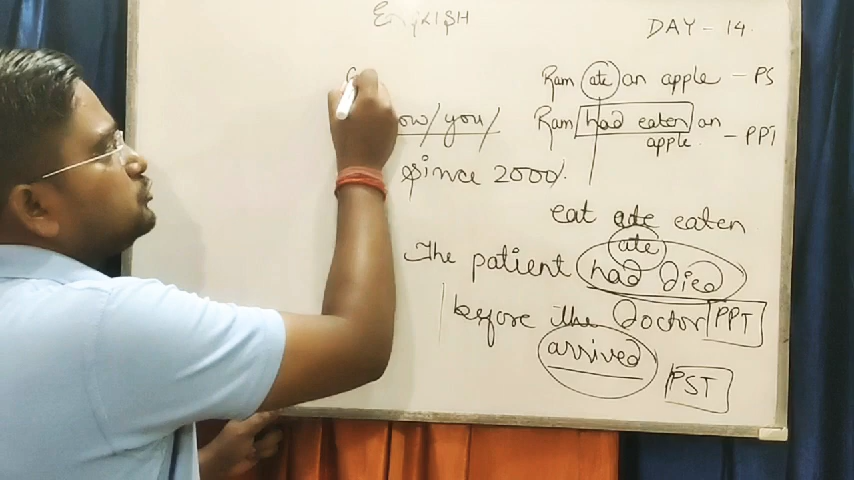 English
DAY - 14
Ram ate an apple - PS
ow/you/
Ram had eaten an
apple. - PPT
since 2000/.
eat ate eaten
ate
The patient had died
before the Doctor PPT
arrived
PST